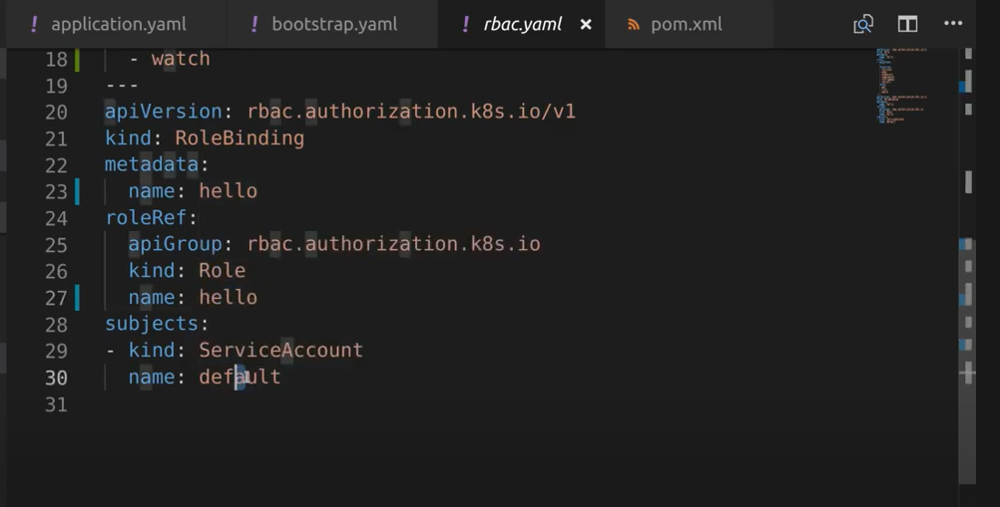 ! application.yaml ! bootstrap.yaml ! rbac.yaml × pom.xml ...
18 - watch
19 ---
20 apiVersion: rbac.authorization.k8s.io/v1
21 kind: RoleBinding
22 metadata:
23 name: hello
24 roleRef:
25 apiGroup: rbac.authorization.k8s.io
26 kind: Role
27 name: hello
28 subjects:
29 - kind: ServiceAccount
30 name: default
31